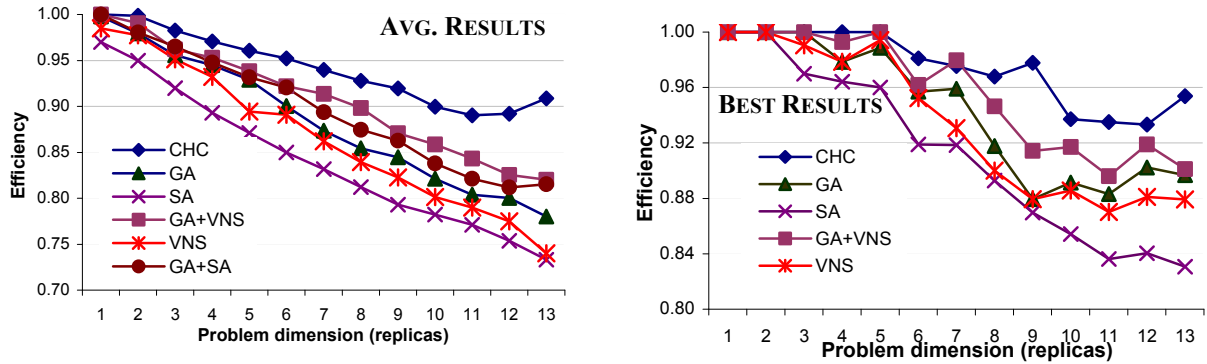 AVG. RESULTS
Efficiency
1.00
0.95
0.90
0.85
0.80
0.75
0.70
CHC
GA
SA
GA+VNS
VNS
GA+SA
1 2 3 4 5 6 7 8 9 10 11 12 13
Problem dimension (replicas)
BEST RESULTS
Efficiency
1.00
0.96
0.92
0.88
0.84
0.80
CHC
GA
SA
GA+VNS
VNS
1 2 3 4 5 6 7 8 9 10 11 12 13
Problem dimension (replicas)